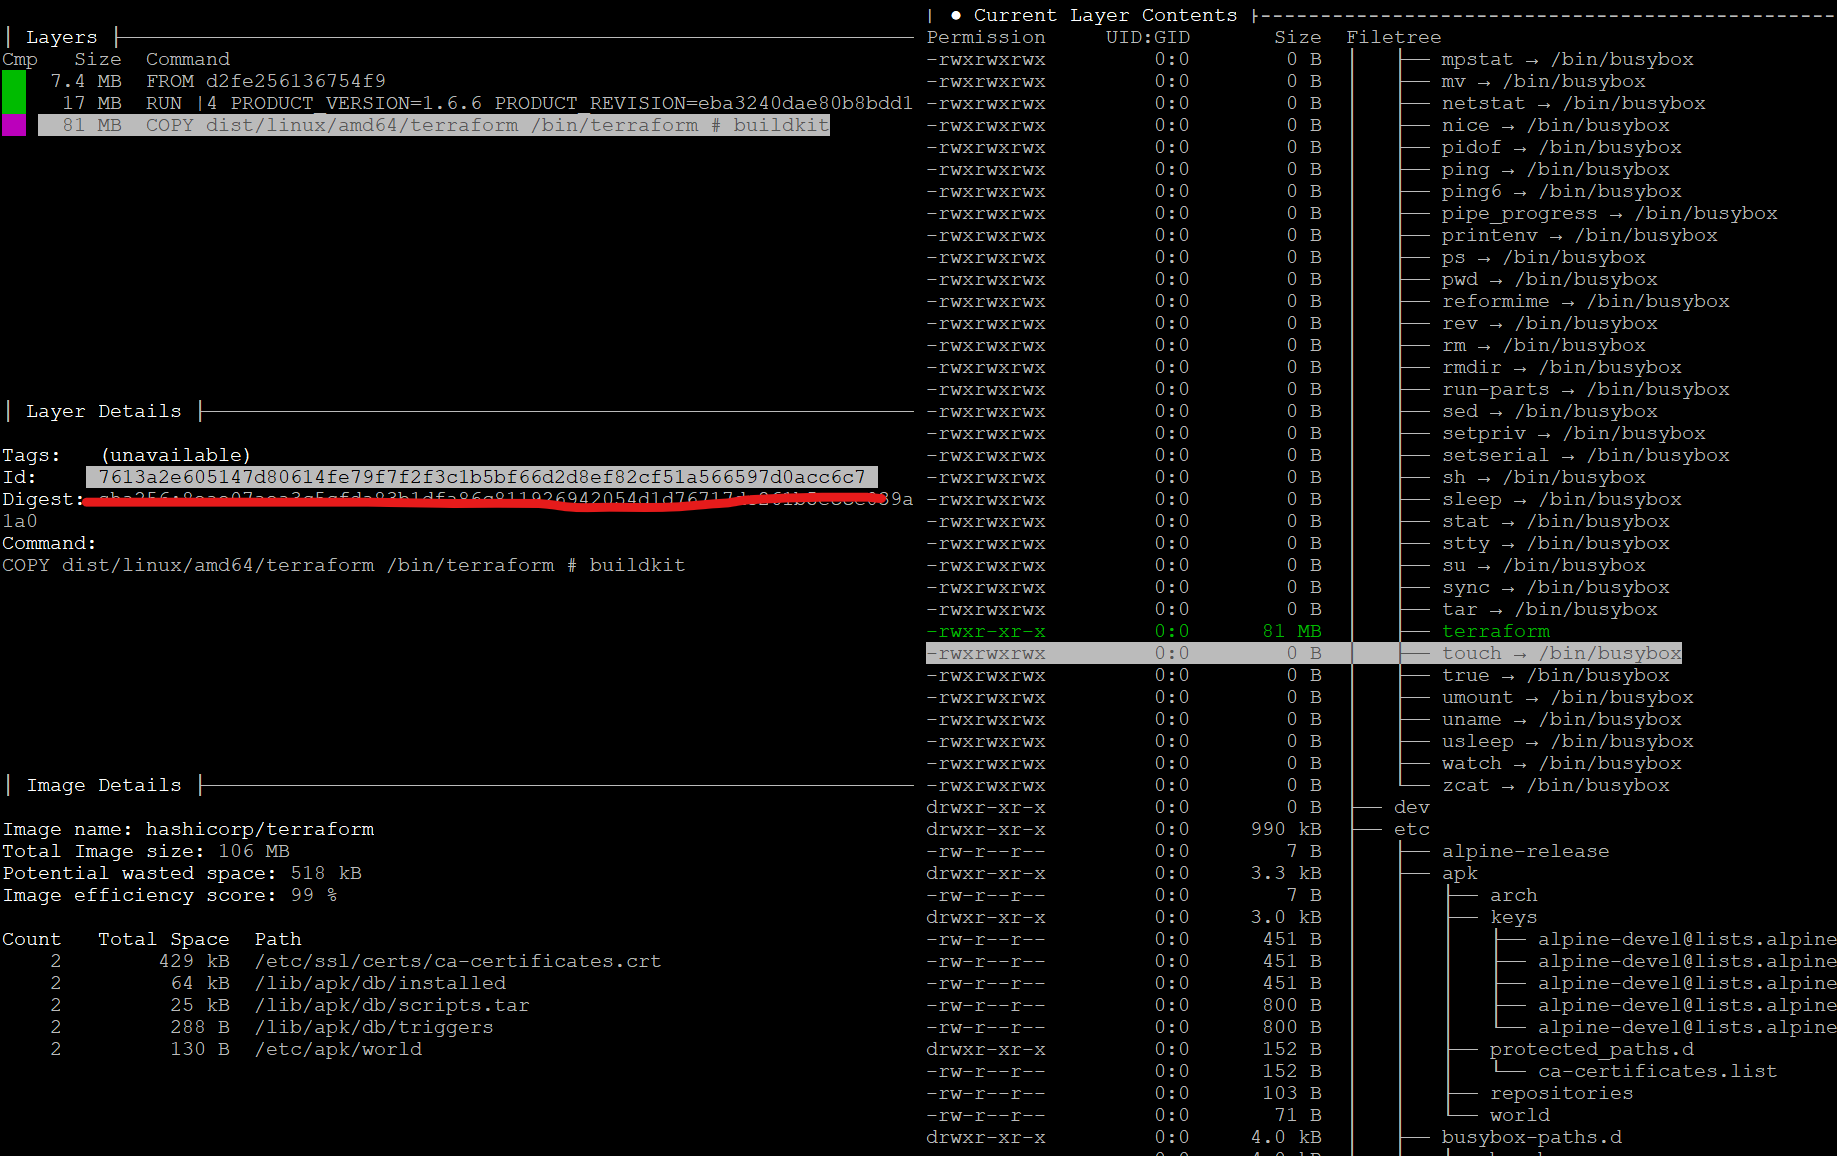 Layers
Cmp Size Command
7.4 MB FROM d2fe256136754f9
17 MB RUN |4 PRODUCT_VERSION=1.6.6 PRODUCT_REVISION=eba3240dae80b8bdd1
81 MB COPY dist/linux/amd64/terraform /bin/terraform # buildkit
Layer Details
Tags: (unavailable)
Id: 7613a2e605147d80614fe79f7f2f3c1b5bf66d2d8ef82cf51a566597d0acc6c7
Digest:
1a0
Command:
COPY dist/linux/amd64/terraform /bin/terraform # buildkit
Image Details
Image name: hashicorp/terraform
Total Image size: 106 MB
Potential wasted space: 518 kB
Image efficiency score: 99 %
Count Total Space Path
2 429 kB /etc/ssl/certs/ca-certificates.crt
2 64 kB /lib/apk/db/installed
2 25 kB /lib/apk/db/scripts.tar
2 288 B /lib/apk/db/triggers
2 130 B /etc/apk/world
● Current Layer Contents
Permission UID:GID Size Filetree
-rwxrwxrwx 0:0 0 B mpstat → /bin/busybox
-rwxrwxrwx 0:0 0 B mv → /bin/busybox
-rwxrwxrwx 0:0 0 B netstat → /bin/busybox
-rwxrwxrwx 0:0 0 B nice → /bin/busybox
-rwxrwxrwx 0:0 0 B pidof → /bin/busybox
-rwxrwxrwx 0:0 0 B ping → /bin/busybox
-rwxrwxrwx 0:0 0 B ping6 → /bin/busybox
-rwxrwxrwx 0:0 0 B pipe_progress → /bin/busybox
-rwxrwxrwx 0:0 0 B printenv → /bin/busybox
-rwxrwxrwx 0:0 0 B ps → /bin/busybox
-rwxrwxrwx 0:0 0 B pwd → /bin/busybox
-rwxrwxrwx 0:0 0 B reformime → /bin/busybox
-rwxrwxrwx 0:0 0 B rev → /bin/busybox
-rwxrwxrwx 0:0 0 B rm → /bin/busybox
-rwxrwxrwx 0:0 0 B rmdir → /bin/busybox
-rwxrwxrwx 0:0 0 B run-parts → /bin/busybox
-rwxrwxrwx 0:0 0 B sed → /bin/busybox
-rwxrwxrwx 0:0 0 B setpriv → /bin/busybox
-rwxrwxrwx 0:0 0 B setserial → /bin/busybox
-rwxrwxrwx 0:0 0 B sh → /bin/busybox
-rwxrwxrwx 0:0 0 B sleep → /bin/busybox
-rwxrwxrwx 0:0 0 B stat → /bin/busybox
-rwxrwxrwx 0:0 0 B stty → /bin/busybox
-rwxrwxrwx 0:0 0 B su → /bin/busybox
-rwxrwxrwx 0:0 0 B sync → /bin/busybox
-rwxrwxrwx 0:0 0 B tar → /bin/busybox
-rwxr-xr-x 0:0 81 MB terraform
-rwxrwxrwx 0:0 0 B touch → /bin/busybox
-rwxrwxrwx 0:0 0 B true → /bin/busybox
-rwxrwxrwx 0:0 0 B umount → /bin/busybox
-rwxrwxrwx 0:0 0 B uname → /bin/busybox
-rwxrwxrwx 0:0 0 B usleep → /bin/busybox
-rwxrwxrwx 0:0 0 B watch → /bin/busybox
-rwxrwxrwx 0:0 0 B zcat → /bin/busybox
drwxr-xr-x 0:0 0 B dev
drwxr-xr-x 0:0 990 kB etc
-rw-r--r-- 0:0 7 B alpine-release
drwxr-xr-x 0:0 3.3 kB apk
-rw-r--r-- 0:0 7 B arch
drwxr-xr-x 0:0 3.0 kB keys
-rw-r--r-- 0:0 451 B alpine-devel@lists.alpine
-rw-r--r-- 0:0 451 B alpine-devel@lists.alpine
-rw-r--r-- 0:0 451 B alpine-devel@lists.alpine
-rw-r--r-- 0:0 800 B alpine-devel@lists.alpine
-rw-r--r-- 0:0 800 B alpine-devel@lists.alpine
drwxr-xr-x 0:0 152 B protected_paths.d
-rw-r--r-- 0:0 152 B ca-certificates.list
-rw-r--r-- 0:0 103 B repositories
-rw-r--r-- 0:0 71 B world
drwxr-xr-x 0:0 4.0 kB busybox-paths.d